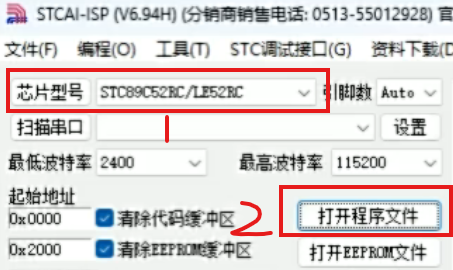 STCAI-ISP (V6.94H) (分销商销售电话: 0513-55012928) 官
文件(F) 编程(O) 工具(T) STC调试接口(G) 资料下载(D
芯片型号 STC89C52RC/LE52RC 引脚数 Auto
扫描串口 设置
1
最低波特率 2400 最高波特率 115200
起始地址
0x0000 清除代码缓冲区 2 打开程序文件
0x2000 清除EEPROM缓冲区 打开EEPROM文件